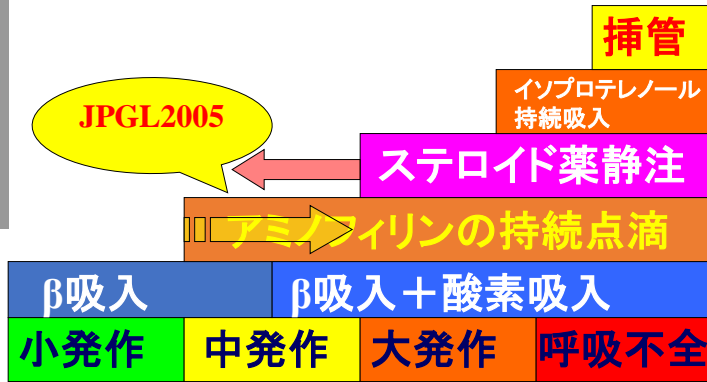 挿管
イソプロテレノール
持続吸入
JPGL2005
ステロイド薬静注
アミノフィリンの持続点滴
β吸入
β吸入＋酸素吸入
小発作
中発作
大発作
呼吸不全